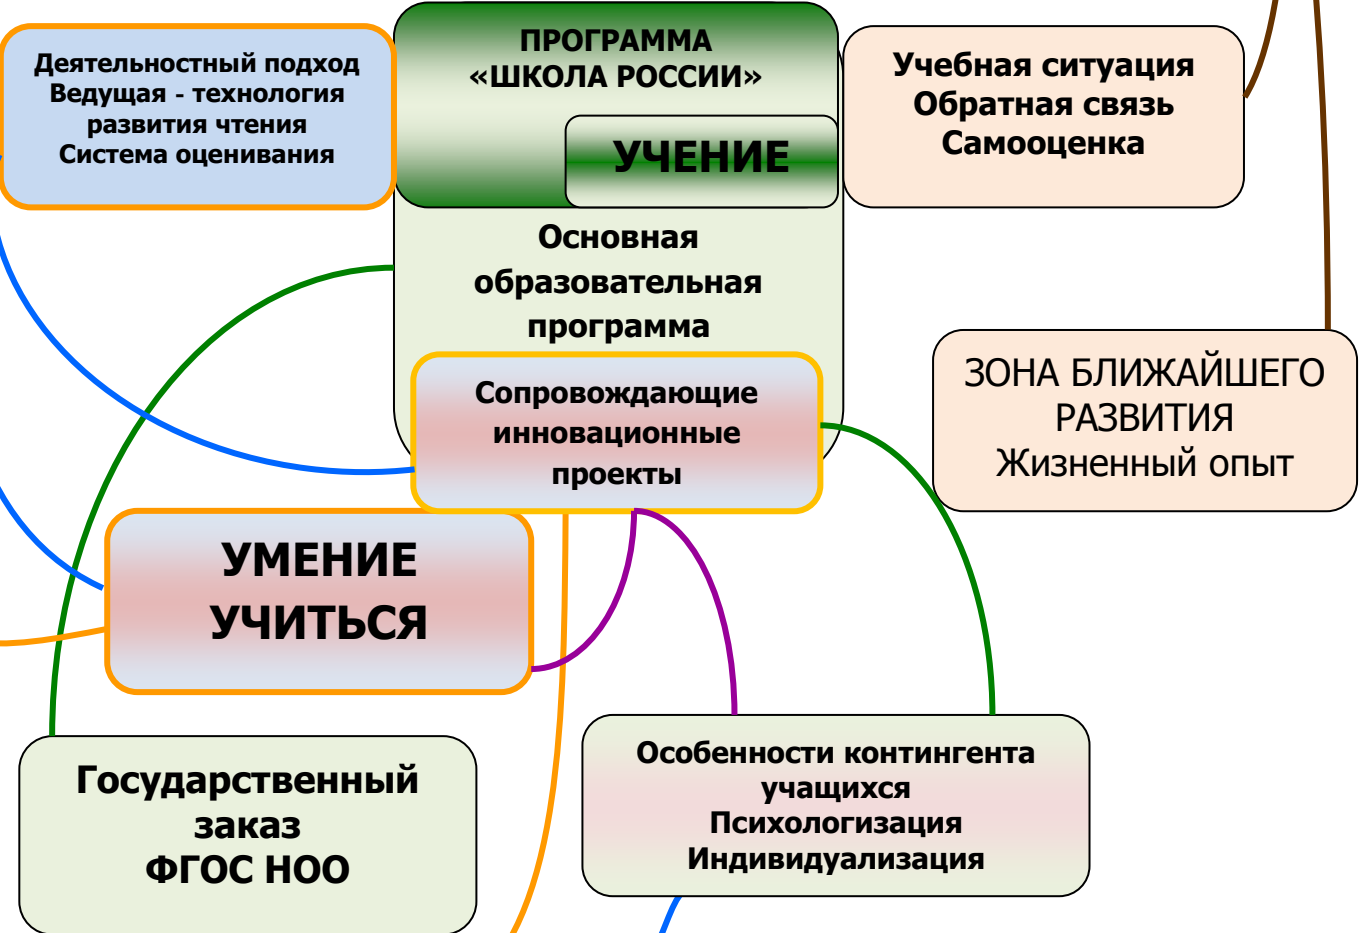 Деятельностный подход
Ведущая - технология
развития чтения
Система оценивания
ПРОГРАММА
«ШКОЛА РОССИИ»
УЧЕНИЕ
Учебная ситуация
Обратная связь
Самооценка
Основная
образовательная
программа
Сопровождающие
инновационные
проекты
ЗОНА БЛИЖАЙШЕГО
РАЗВИТИЯ
Жизненный опыт
УМЕНИЕ
УЧИТЬСЯ
Государственный
заказ
ФГОС НОО
Особенности контингента
учащихся
Психологизация
Индивидуализация